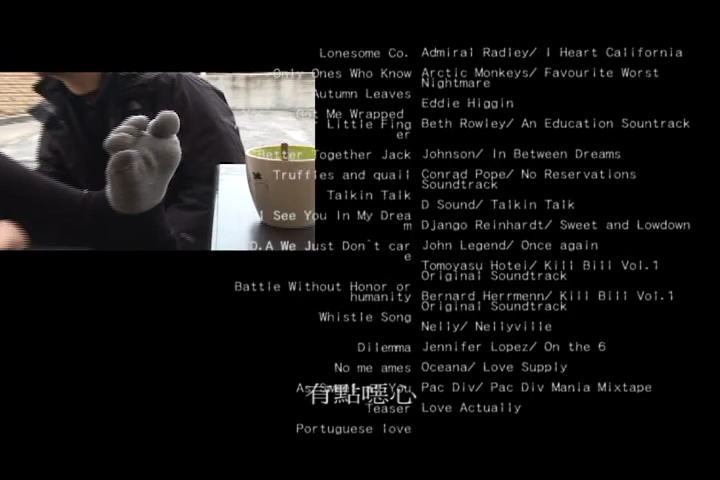 Lonesome Co. Admiral Radley/ I Heart California
Only Ones Who Know Arctic Monkeys/ Favourite Worst
Nightmare
Autumn Leaves Eddie Higgin
Me Wrapped
Little Fing Beth Rowley/ An Education Sountrack
er
Better Together Jack Johnson/ In Between Dreams
Truffles and quail Conrad Pope/ No Reservations
Soundtrack
Talkin Talk D Sound/ Talkin Talk
See You In My Drea Django Reinhardt/ Sweet and Lowdown
m
D.A We Just Don't car John Legend/ Once again
e
Tomoyasu Hotei/ Kill Bill Vol.1
Original Soundtrack
Battle Without Honor or Bernard Herrmenn/ Kill Bill Vol.1
humanity Original Soundtrack
Whistle Song Nelly/ Nellyville
Dilemma Jennifer Lopez/ On the 6
No me ames Oceana/ Love Supply
As You Pac Div/ Pac Div Mania Mixtape
有點噁心
Teaser Love Actually
Portuguese love